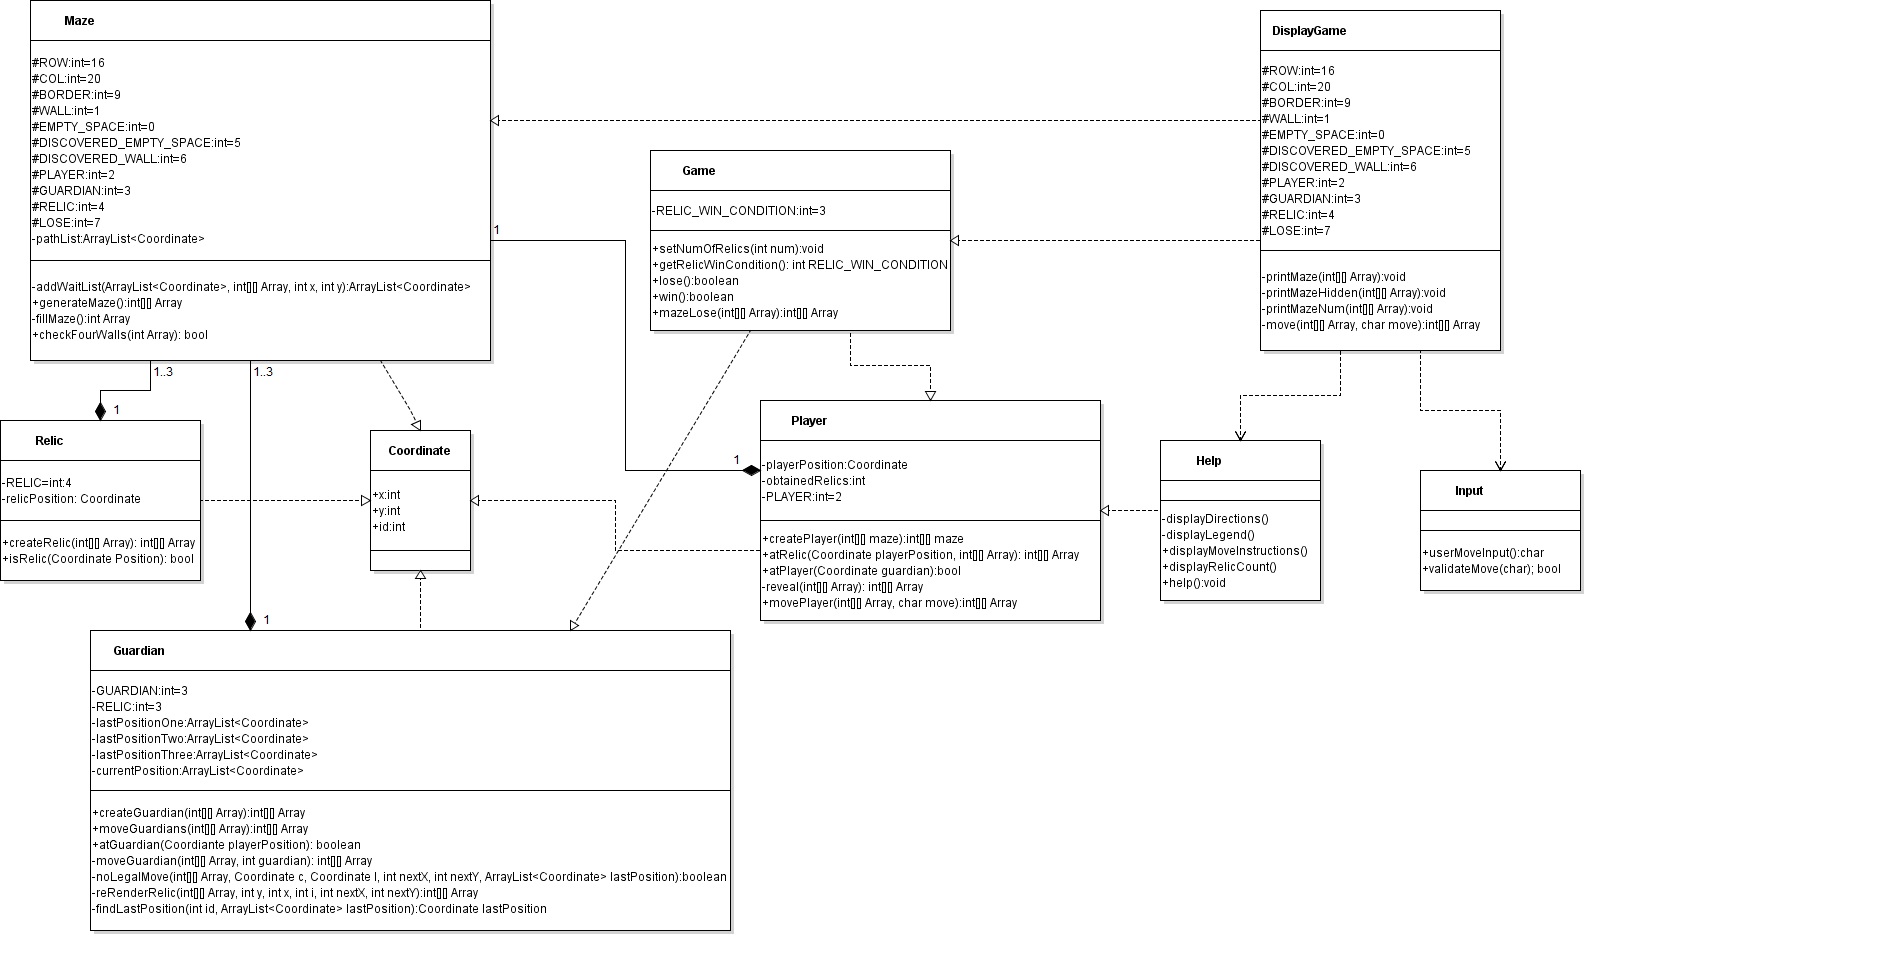 Maze
#ROW:int=16
#COL:int=20
#BORDER:int=9
#WALL:int=1
#EMPTY_SPACE:int=0
#DISCOVERED_EMPTY_SPACE:int=5
#DISCOVERED_WALL:int=6
#PLAYER:int=2
#GUARDIAN:int=3
#RELIC:int=4
#LOSE:int=7
-pathList:ArrayList<Coordinate>
-addWaitList(ArrayList<Coordinate>, int[][] Array, int x, int y):ArrayList<Coordinate>
+generateMaze():int[][] Array
-fillMaze():int Array
+checkFourWalls(int Array): bool
1
1..3
1..3
1
1
1
Game
-RELIC_WIN_CONDITION:int=3
+setNumOfRelics(int num):void
+getRelicWinCondition(): int RELIC_WIN_CONDITION
+lose():boolean
+win():boolean
+mazeLose(int[][] Array):int[][] Array
DisplayGame
#ROW:int=16
#COL:int=20
#BORDER:int=9
#WALL:int=1
#EMPTY_SPACE:int=0
#DISCOVERED_EMPTY_SPACE:int=5
#DISCOVERED_WALL:int=6
#PLAYER:int=2
#GUARDIAN:int=3
#RELIC:int=4
#LOSE:int=7
-printMaze(int[][] Array):void
-printMazeHidden(int[][] Array):void
-printMazeNum(int[][] Array):void
-move(int[][] Array, char move):int[][] Array
Relic
-RELIC=int:4
-relicPosition: Coordinate
+createRelic(int[][] Array): int[][] Array
+isRelic(Coordinate Position): bool
Coordinate
+x:int
+y:int
+id:int
Player
-playerPosition:Coordinate
-obtainedRelics:int
-PLAYER:int=2
+createPlayer(int[][] maze):int[][] maze
+atRelic(Coordinate playerPosition, int[][] Array): int[][] Array
+atPlayer(Coordinate guardian):bool
-reveal(int[][] Array): int[][] Array
+movePlayer(int[][] Array, char move):int[][] Array
Help
-displayDirections()
-displayLegend()
+displayMoveInstructions()
+displayRelicCount()
+help():void
Input
+userMoveInput():char
+validateMove(char); bool
Guardian
-GUARDIAN:int=3
-RELIC:int=3
-lastPositionOne:ArrayList<Coordinate>
-lastPositionTwo:ArrayList<Coordinate>
-lastPositionThree:ArrayList<Coordinate>
-currentPosition:ArrayList<Coordinate>
+createGuardian(int[][] Array):int[][] Array
+moveGuardians(int[][] Array):int[][] Array
+atGuardian(Coordiante playerPosition): boolean
-moveGuardian(int[][] Array, int guardian): int[][] Array
-noLegalMove(int[][] Array, Coordinate c, Coordinate l, int nextX, int nextY, ArrayList<Coordinate> lastPosition):boolean
-reRenderRelic(int[][] Array, int y, int x, int i, int nextX, int nextY):int[][] Array
-findLastPosition(int id, ArrayList<Coordinate> lastPosition):Coordinate lastPosition